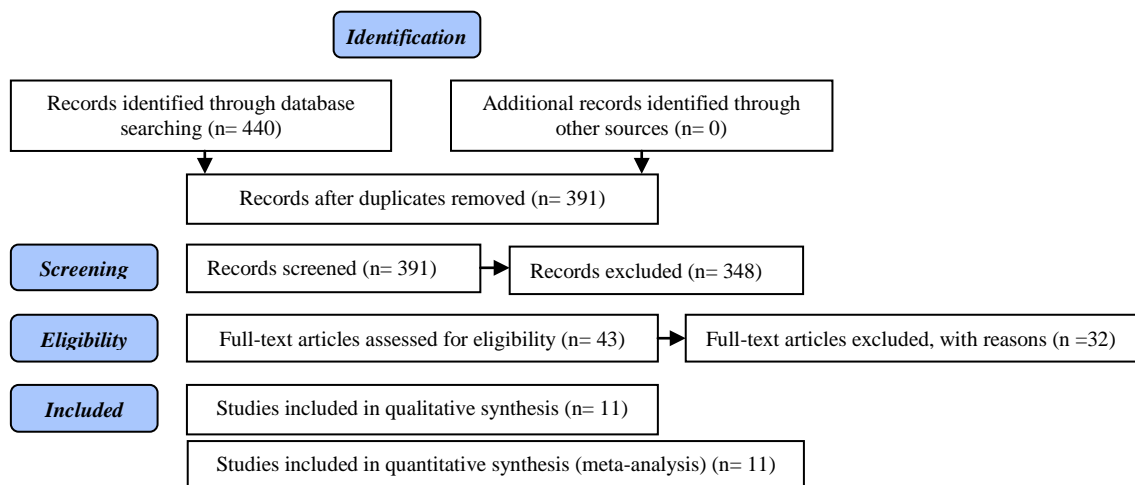 Identification
Records identified through database
searching (n= 440)
Additional records identified through
other sources (n= 0)
Records after duplicates removed (n= 391)
Screening
Records screened (n= 391)
Records excluded (n= 348)
Eligibility
Full-text articles assessed for eligibility (n= 43)
Full-text articles excluded, with reasons (n =32)
Included
Studies included in qualitative synthesis (n= 11)
Studies included in quantitative synthesis (meta-analysis) (n= 11)